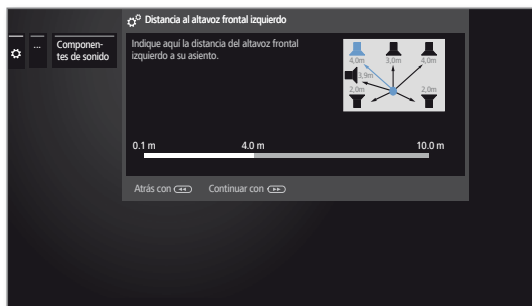 Distancia al altavoz frontal izquierdo
...
Componen-
tes de sonido
Indique aquí la distancia del altavoz frontal
izquierdo a su asiento.
4,0m 3,0m 4,0m
3,9m
2,0m 2,0m
0.1 m 4.0 m 10.0 m
Atrás con Continuar con